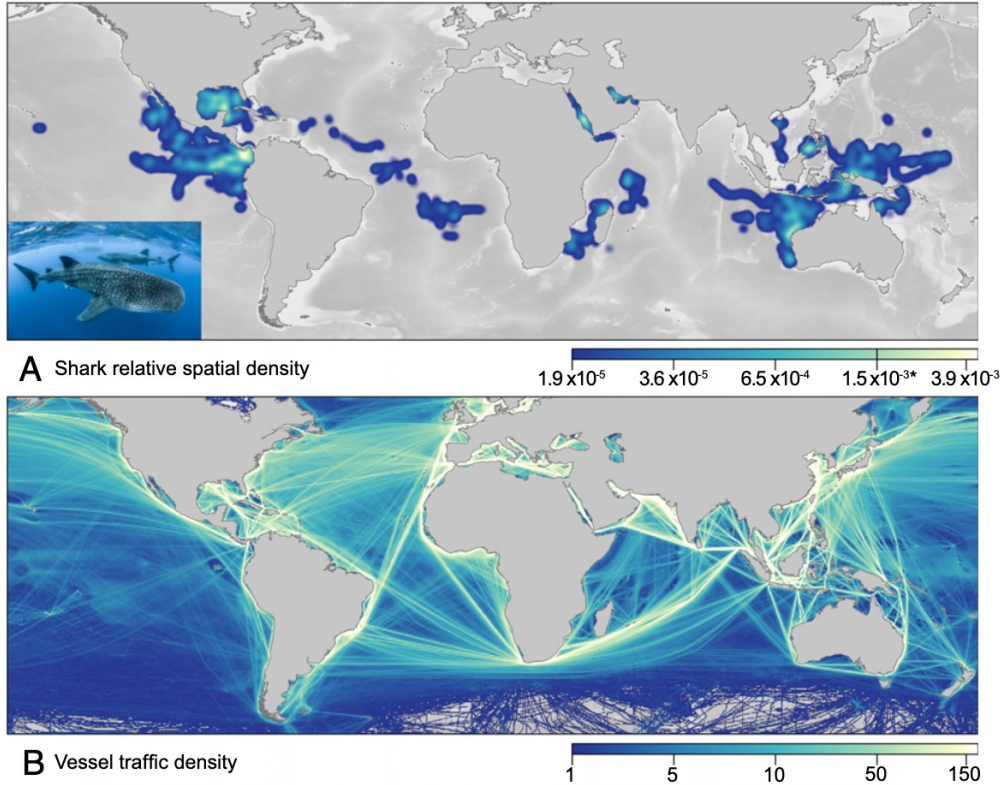 A Shark relative spatial density
1.9 x10⁻⁵ 3.6 x10⁻⁵ 6.5 x10⁻⁴ 1.5 x10⁻³* 3.9 x10⁻³
B Vessel traffic density
1 5 10 50 150